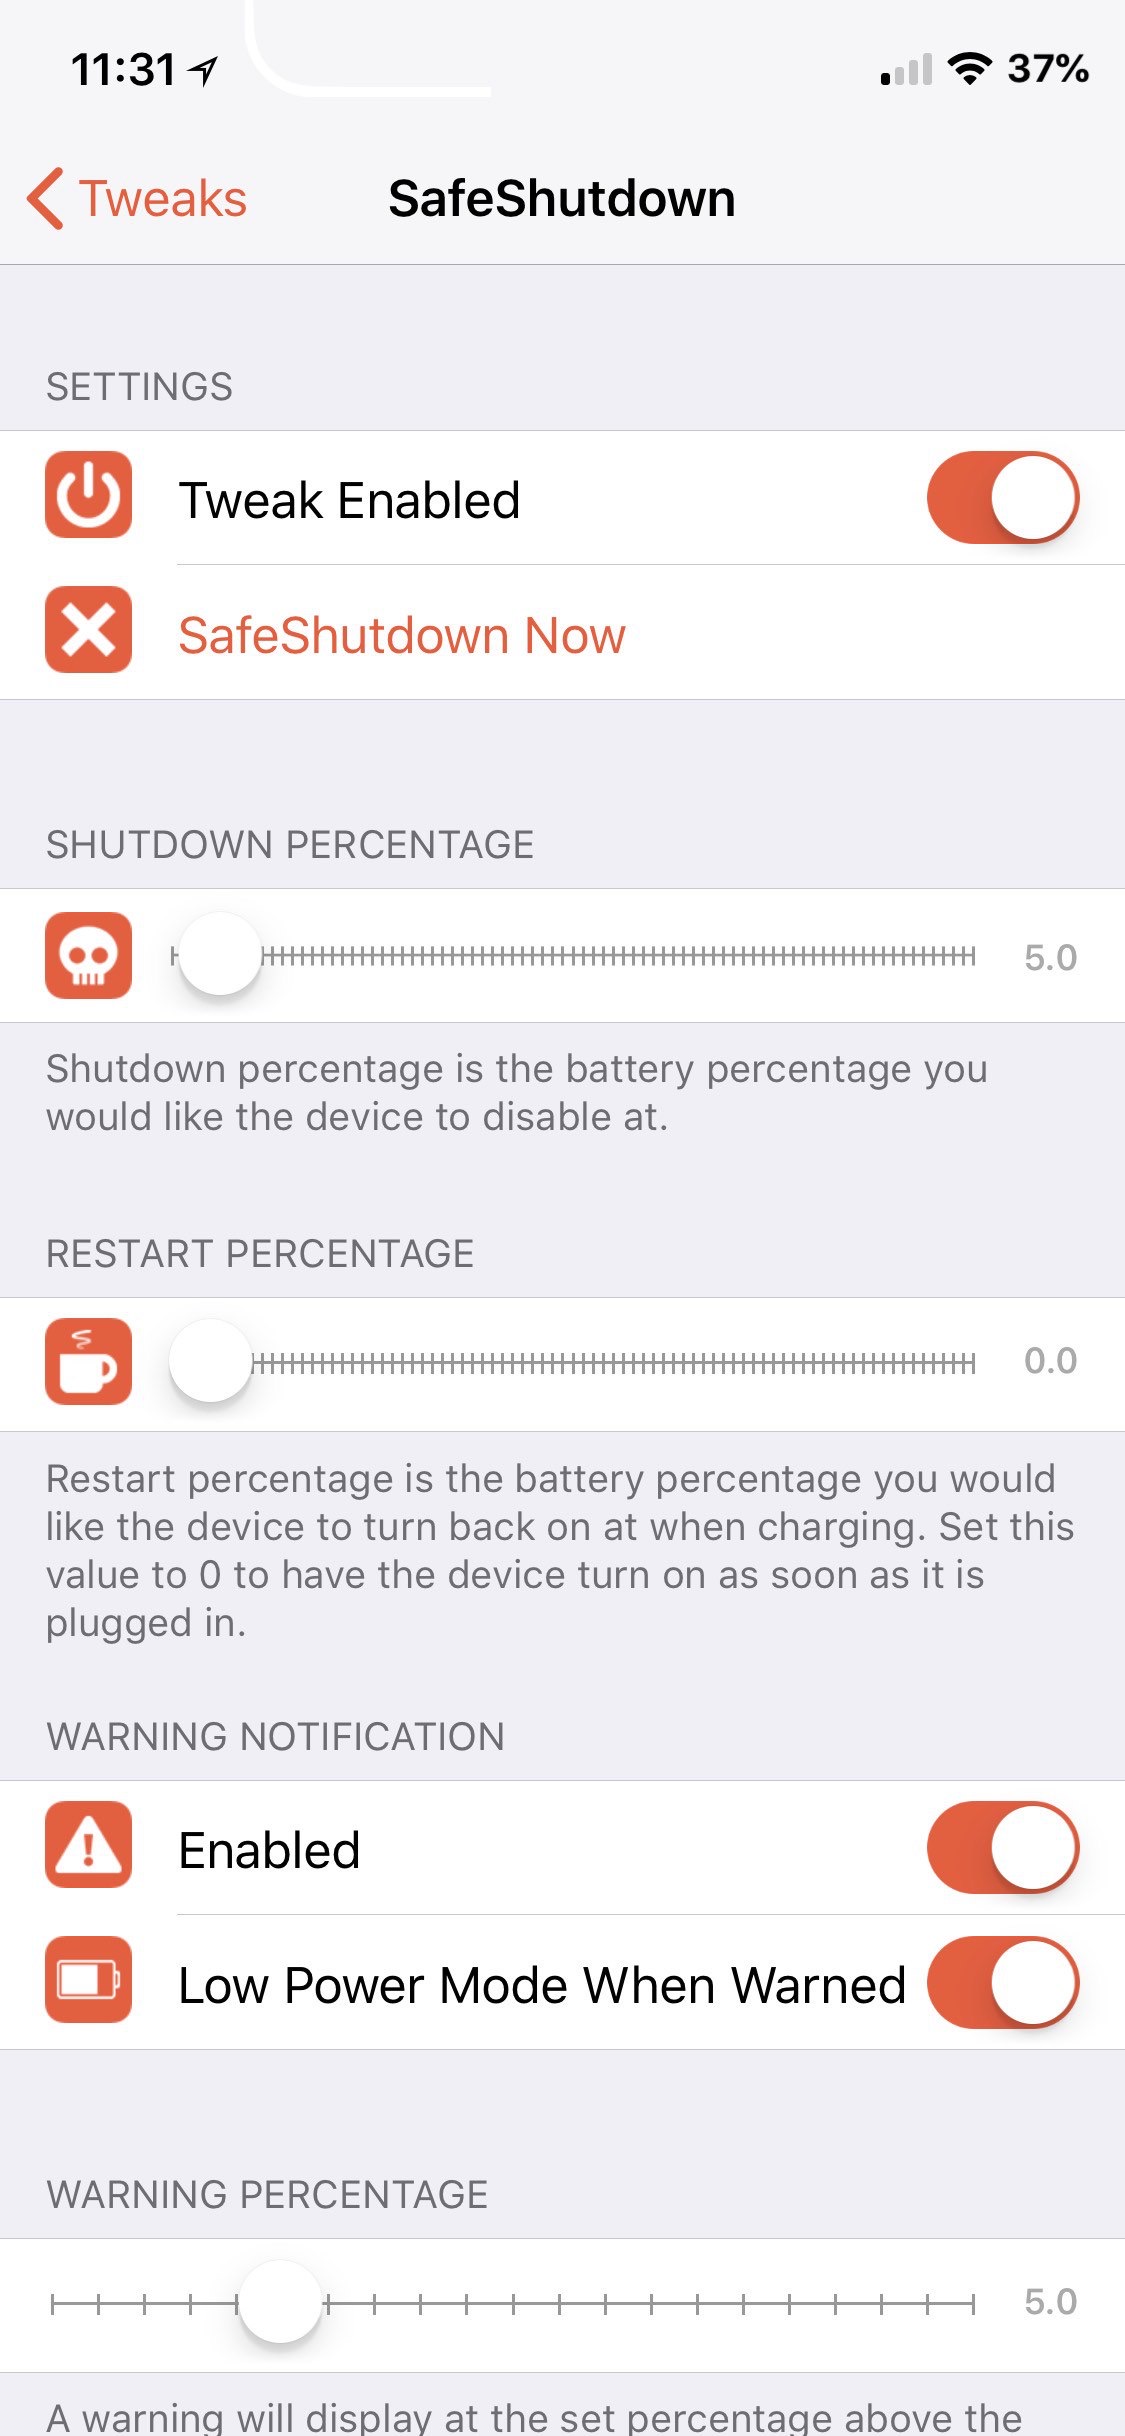 11:31
37%
Tweaks
SafeShutdown
SETTINGS
Tweak Enabled
SafeShutdown Now
SHUTDOWN PERCENTAGE
5.0
Shutdown percentage is the battery percentage you
would like the device to disable at.
RESTART PERCENTAGE
0.0
Restart percentage is the battery percentage you would
like the device to turn back on at when charging. Set this
value to 0 to have the device turn on as soon as it is
plugged in.
WARNING NOTIFICATION
Enabled
Low Power Mode When Warned
WARNING PERCENTAGE
5.0
A warning will display at the set percentage above the